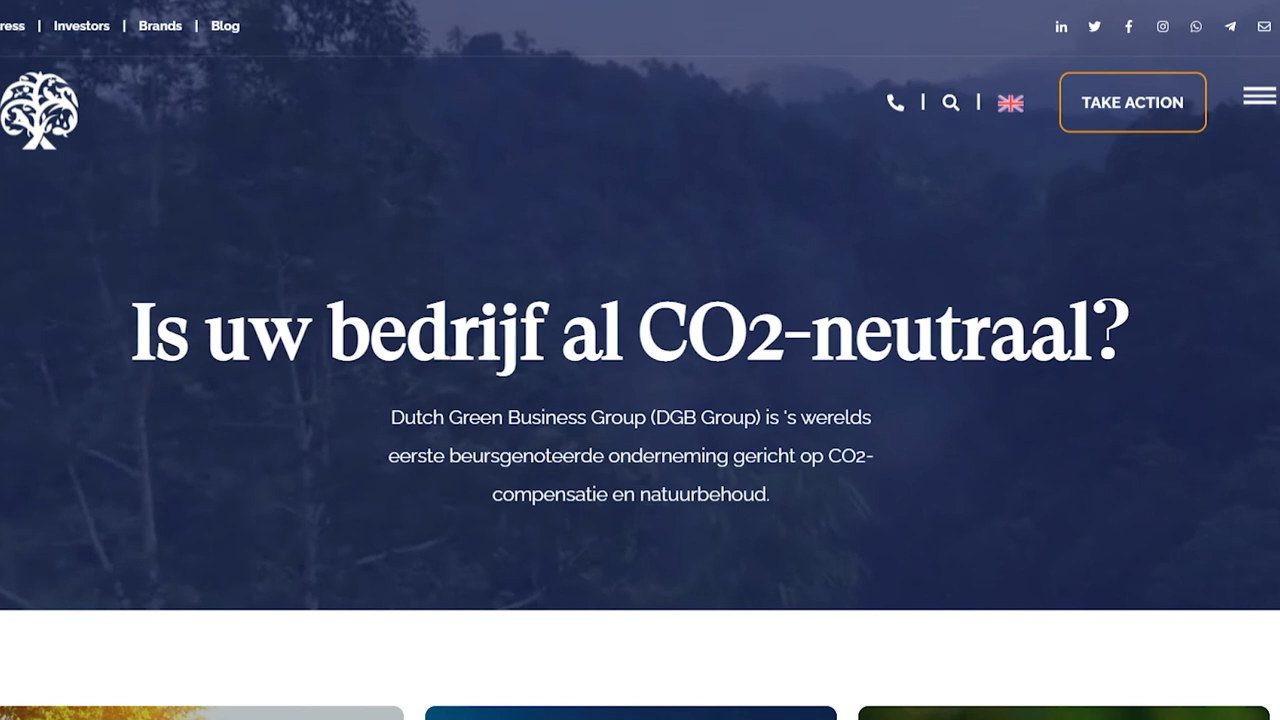 ress | Investors | Brands | Blog
TAKE ACTION
Is uw bedrijf al CO2-neutraal?
Dutch Green Business Group (DGB Group) is 's werelds
eerste beursgenoteerde onderneming gericht op CO2-
compensatie en natuurbehoud.